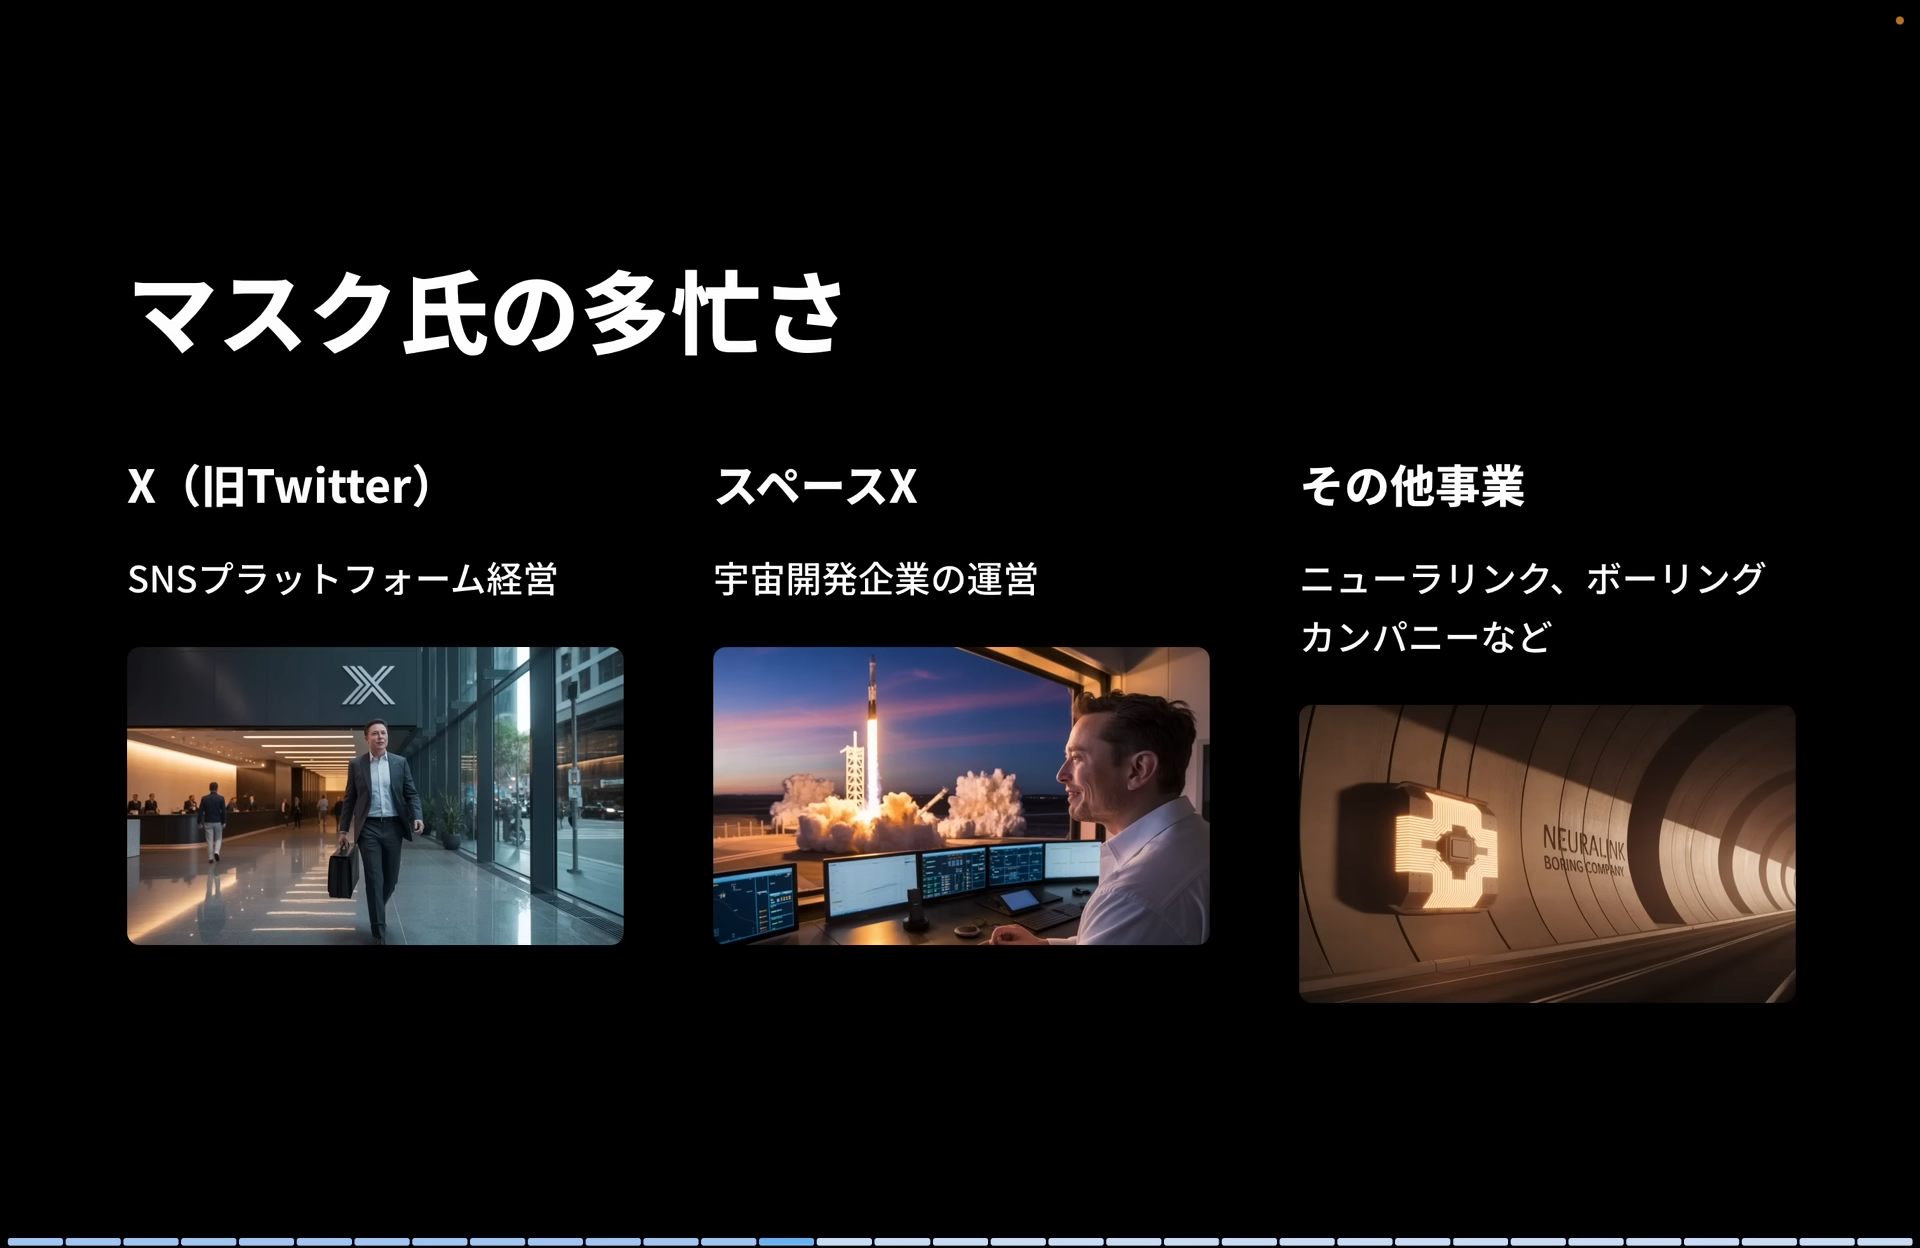 マスク氏の多忙さ
X（旧Twitter）
SNSプラットフォーム経営
スペースX
宇宙開発企業の運営
その他事業
ニューラリンク、ボーリング
カンパニーなど
X
NEURALINK
BORING COMPANY